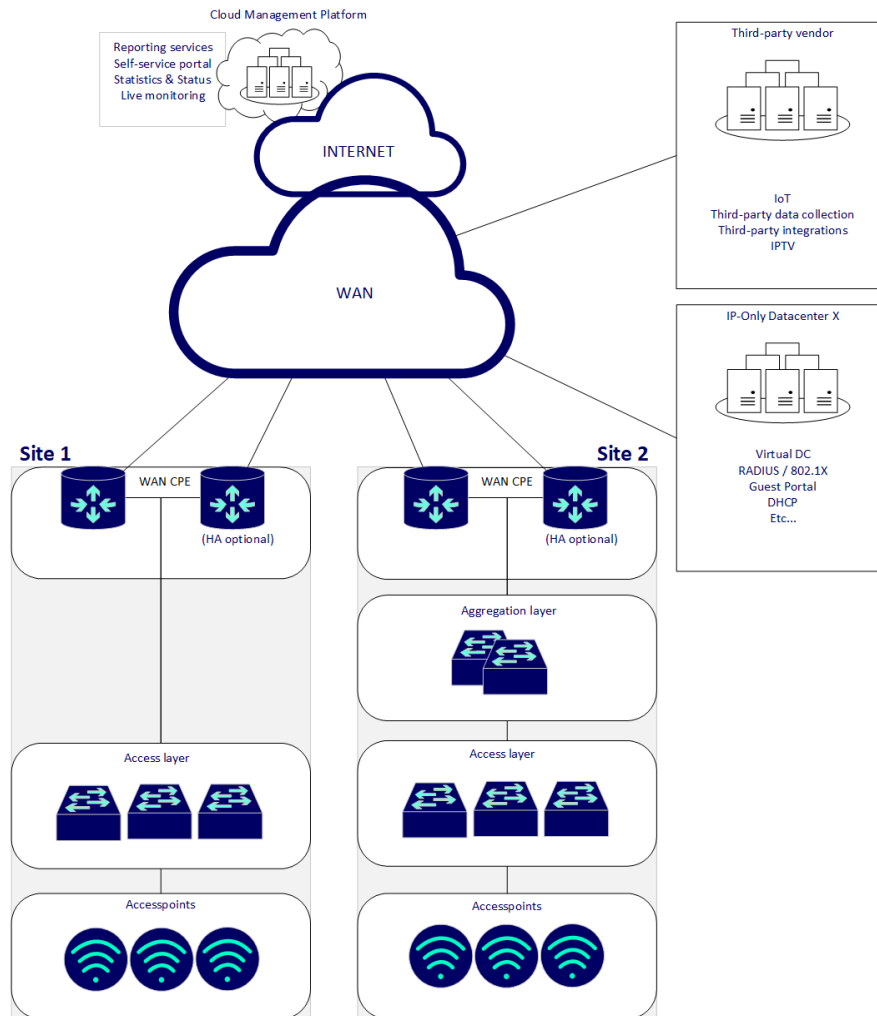 Cloud Management Platform
Reporting services
Self-service portal
Statistics & Status
Live monitoring
INTERNET
WAN
Third-party vendor
IoT
Third-party data collection
Third-party integrations
IPTV
IP-Only Datacenter X
Virtual DC
RADIUS / 802.1X
Guest Portal
DHCP
Etc...
Site 1
WAN CPE
(HA optional)
Access layer
Accesspoints
Site 2
WAN CPE
(HA optional)
Aggregation layer
Access layer
Accesspoints